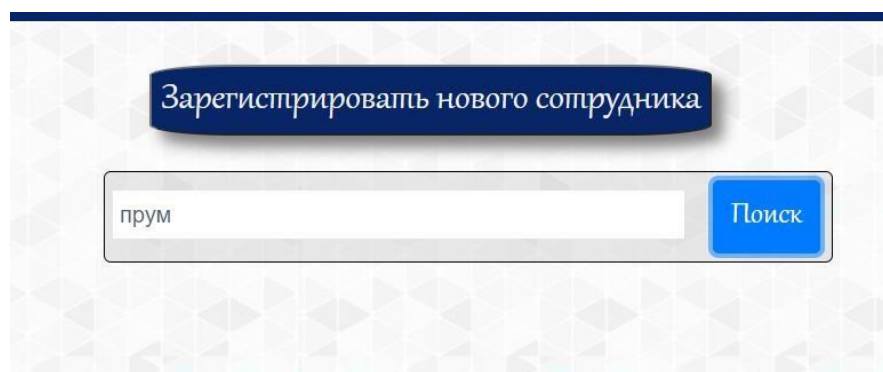 Зарегистрировать нового сотрудника
прум
Поиск